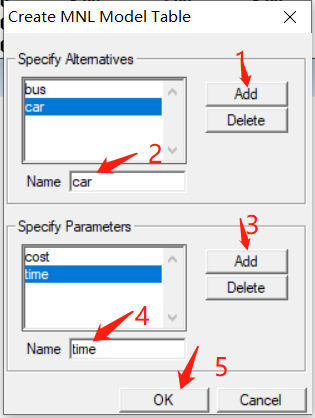 Create MNL Model Table
Specify Alternatives
1
bus
car
Add
Delete
2
Name car
Specify Parameters
3
cost
time
Add
Delete
4
Name time
5
OK Cancel